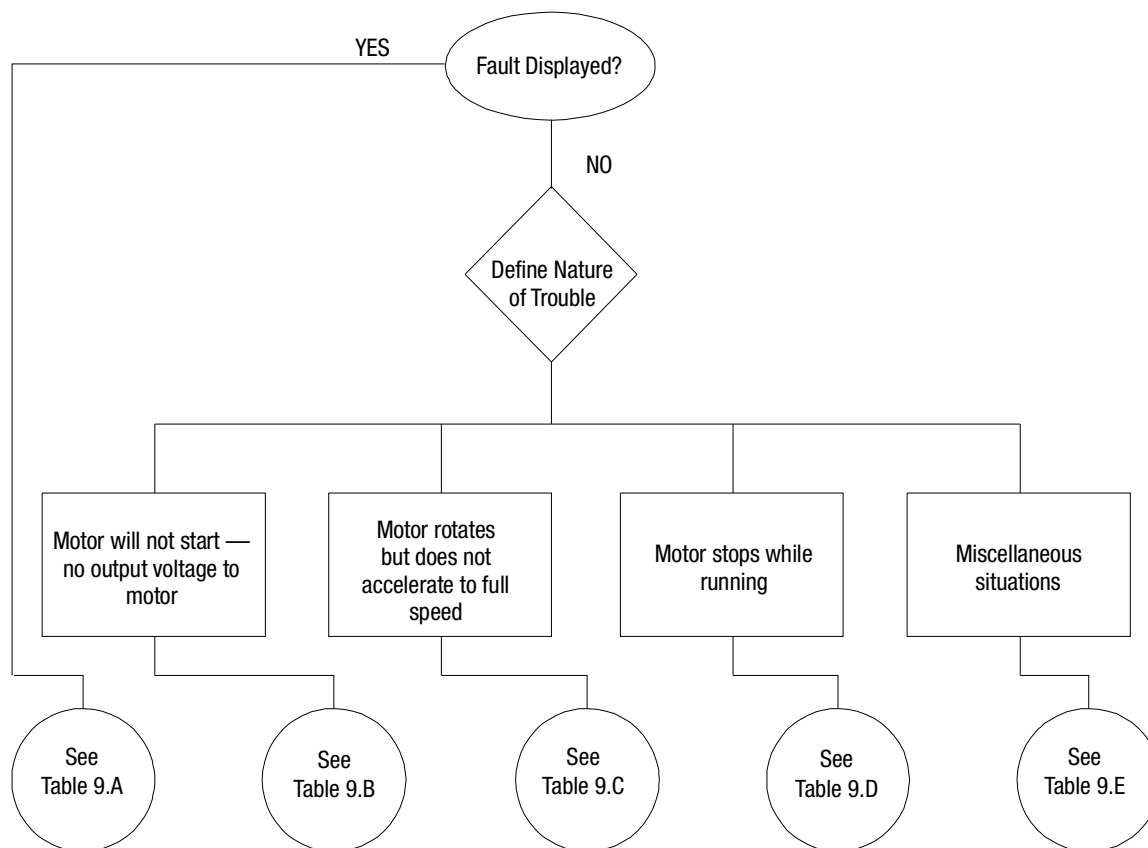 YES
Fault Displayed?
NO
Define Nature
of Trouble
Motor will not start —
no output voltage to
motor
Motor rotates
but does not
accelerate to full
speed
Motor stops while
running
Miscellaneous
situations
See
Table 9.A
See
Table 9.B
See
Table 9.C
See
Table 9.D
See
Table 9.E